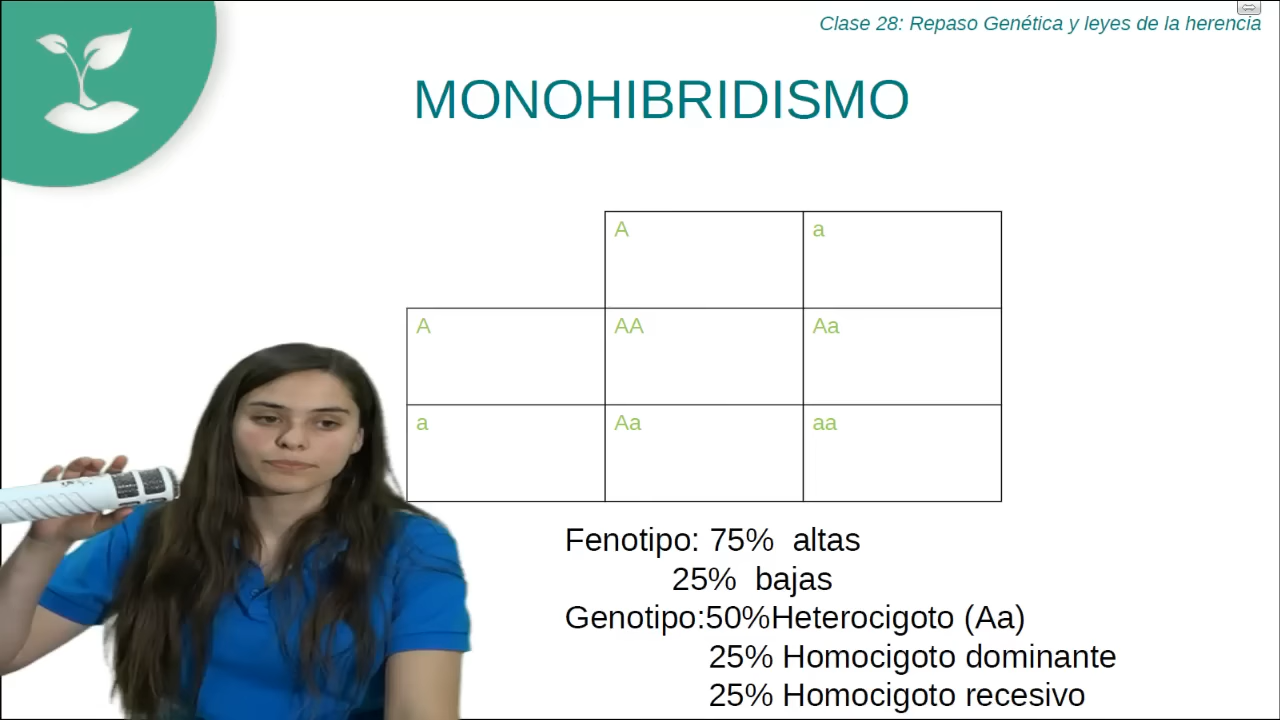 Clase 28: Repaso Genética y leyes de la herencia
MONOHIBRIDISMO
A a
A AA Aa
a Aa aa
Fenotipo: 75% altas
25% bajas
Genotipo:50%Heterocigoto (Aa)
25% Homocigoto dominante
25% Homocigoto recesivo